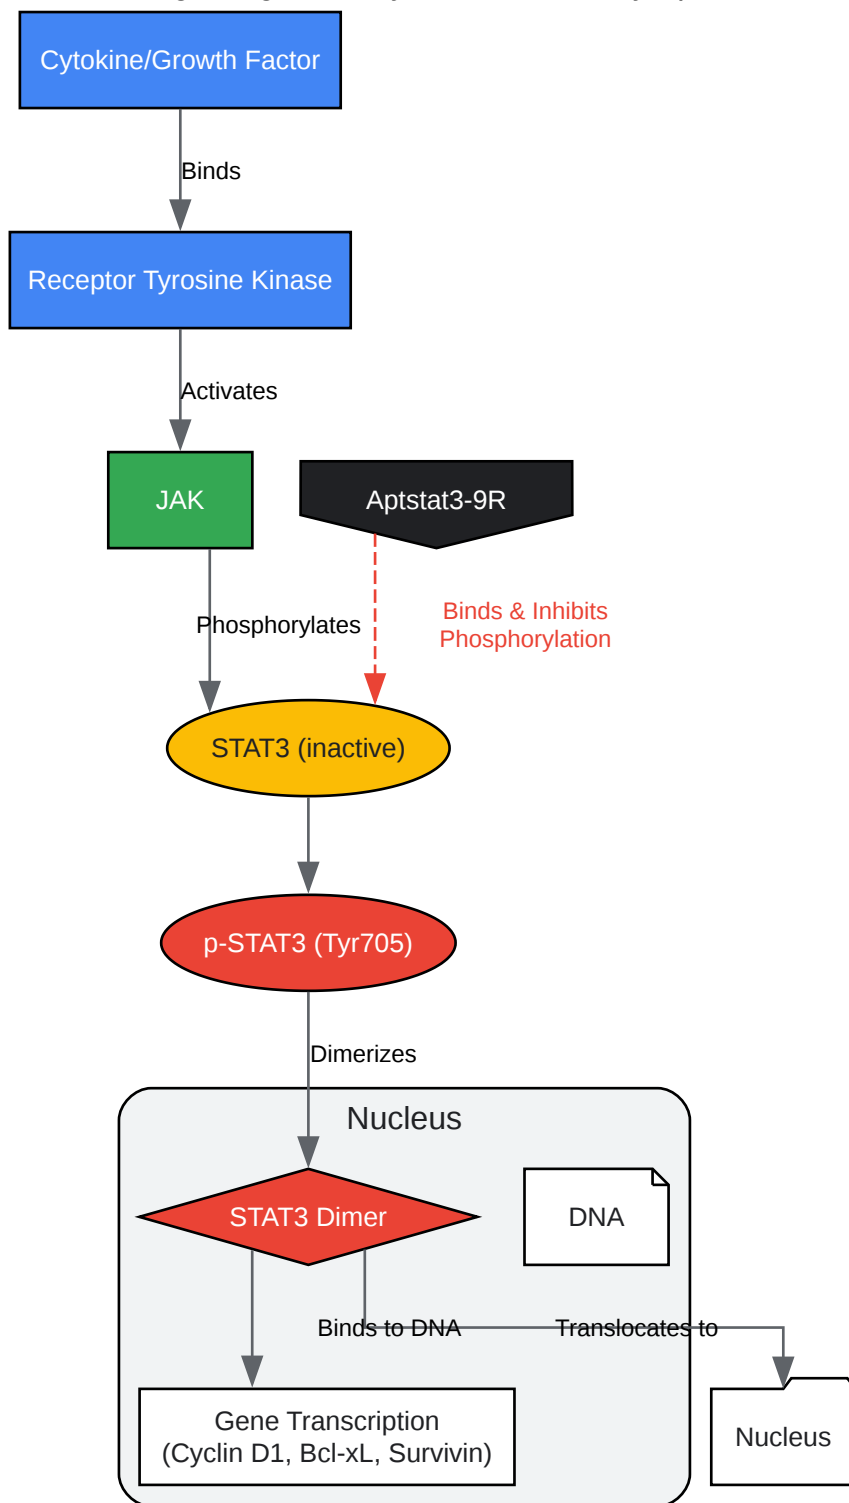 Cytokine/Growth Factor
Binds
Receptor Tyrosine Kinase
Activates
JAK
Aptstat3-9R
Phosphorylates
Binds & Inhibits
Phosphorylation
STAT3 (inactive)
p-STAT3 (Tyr705)
Dimerizes
Nucleus
STAT3 Dimer
DNA
Binds to DNA
Translocates to
Gene Transcription
(Cyclin D1, Bcl-xL, Survivin)
Nucleus